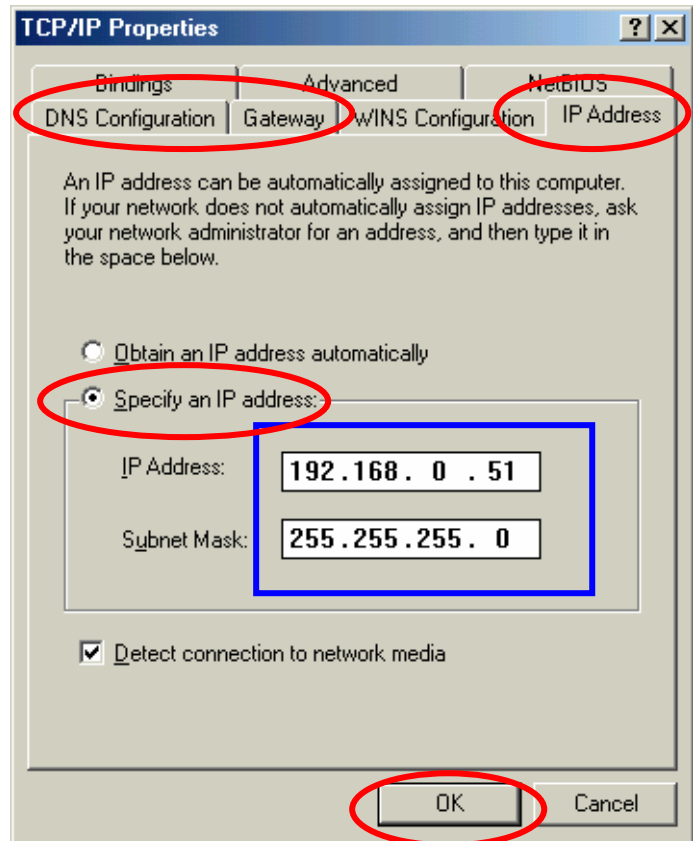 TCP/IP Properties
Bindings Advanced NetBIOS
DNS Configuration Gateway WINS Configuration IP Address
An IP address can be automatically assigned to this computer.
If your network does not automatically assign IP addresses, ask
your network administrator for an address, and then type it in
the space below.
Obtain an IP address automatically
Specify an IP address:
IP Address: 192.168. 0 .51
Subnet Mask: 255.255.255. 0
Detect connection to network media
OK Cancel